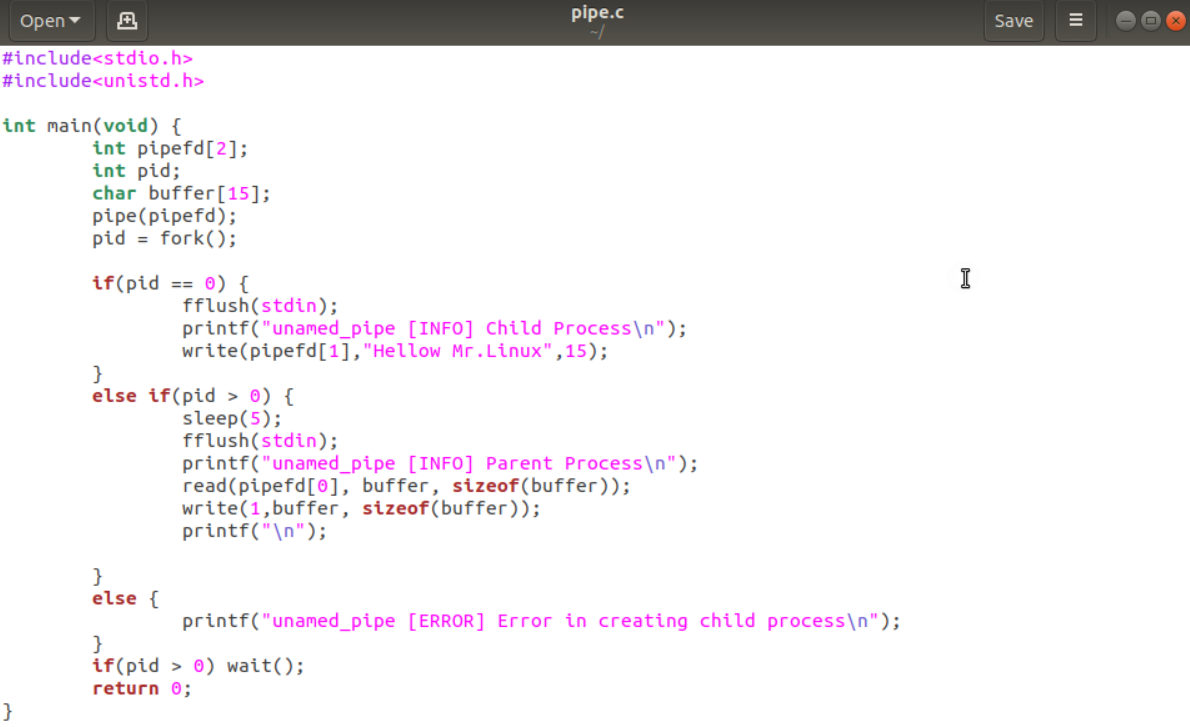 Open
pipe.c
~/
Save
#include<stdio.h>
#include<unistd.h>

int main(void) {
        int pipefd[2];
        int pid;
        char buffer[15];
        pipe(pipefd);
        pid = fork();

        if(pid == 0) {
                fflush(stdin);
                printf("unamed_pipe [INFO] Child Process\n");
                write(pipefd[1],"Hellow Mr.Linux",15);
        }
        else if(pid > 0) {
                sleep(5);
                fflush(stdin);
                printf("unamed_pipe [INFO] Parent Process\n");
                read(pipefd[0], buffer, sizeof(buffer));
                write(1,buffer, sizeof(buffer));
                printf("\n");

        }
        else {
                printf("unamed_pipe [ERROR] Error in creating child process\n");
        }
        if(pid > 0) wait();
        return 0;
}